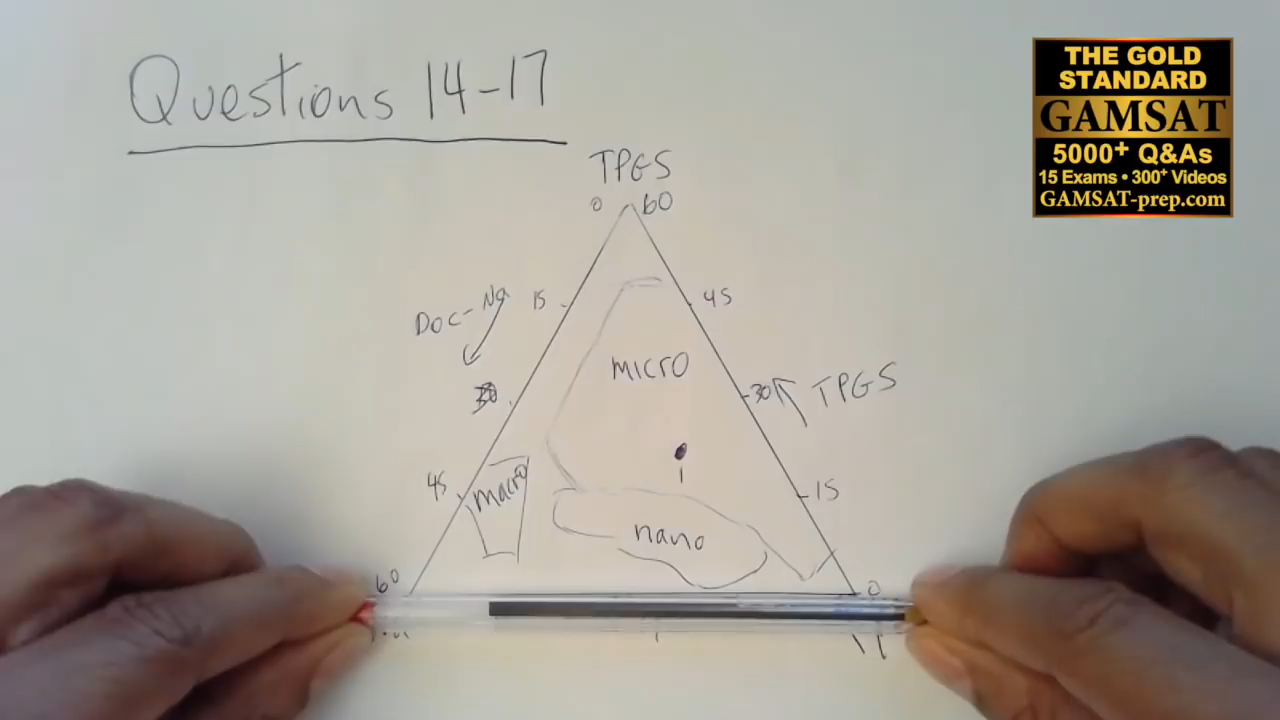 Questions 14-17
THE GOLD
STANDARD
GAMSAT
5000+ Q&As
15 Exams • 300+ Videos
GAMSAT-prep.com
TPGS
0 60
15 45
Doc-Na
micro
30 TPGS
45 macro 1 15
nano
60 0